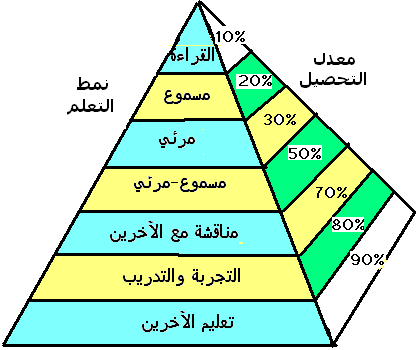 معدل
التحصيل
نمط
التعلم
10%
القراءة
20%
مسموع
30%
مرئي
50%
مسموع-مرئي
70%
مناقشة مع الآخرين
80%
التجربة والتدريب
90%
تعليم الآخرين